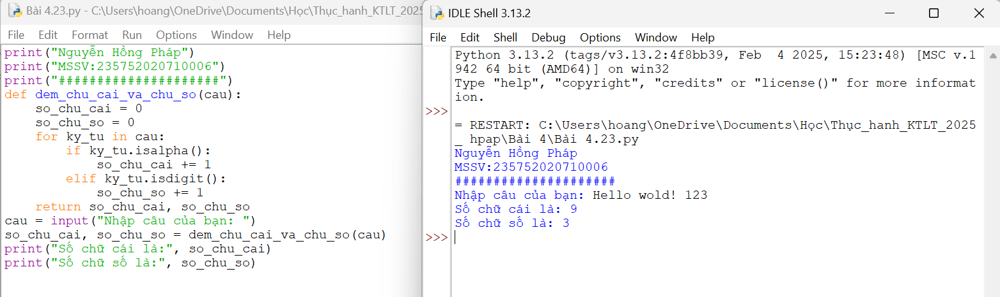 Bài 4.23.py - C:\Users\hoang\OneDrive\Documents\Học\Thục_hanh_KTLT_2025
File Edit Format Run Options Window Help
print("Nguyễn Hồng Pháp")
print("MSSV:235752020710006")
print("#####################")
def dem_chu_cai_va_chu_so(cau):
    so_chu_cai = 0
    so_chu_so = 0
    for ky_tu in cau:
        if ky_tu.isalpha():
            so_chu_cai += 1
        elif ky_tu.isdigit():
            so_chu_so += 1
    return so_chu_cai, so_chu_so
cau = input("Nhập câu của bạn: ")
so_chu_cai, so_chu_so = dem_chu_cai_va_chu_so(cau)
print("Số chữ cái là:", so_chu_cai)
print("Số chữ số là:", so_chu_so)
IDLE Shell 3.13.2
File Edit Shell Debug Options Window Help
Python 3.13.2 (tags/v3.13.2:4f8bb39, Feb  4 2025, 15:23:48) [MSC v.1
942 64 bit (AMD64)] on win32
Type "help", "copyright", "credits" or "license()" for more informat
ion.
>>>
= RESTART: C:\Users\hoang\OneDrive\Documents\Học\Thục_hanh_KTLT_2025
_ hpap\Bài 4\Bài 4.23.py
Nguyễn Hồng Pháp
MSSV:235752020710006
#####################
Nhập câu của bạn: Hello wold! 123
Số chữ cái là: 9
Số chữ số là: 3
>>>